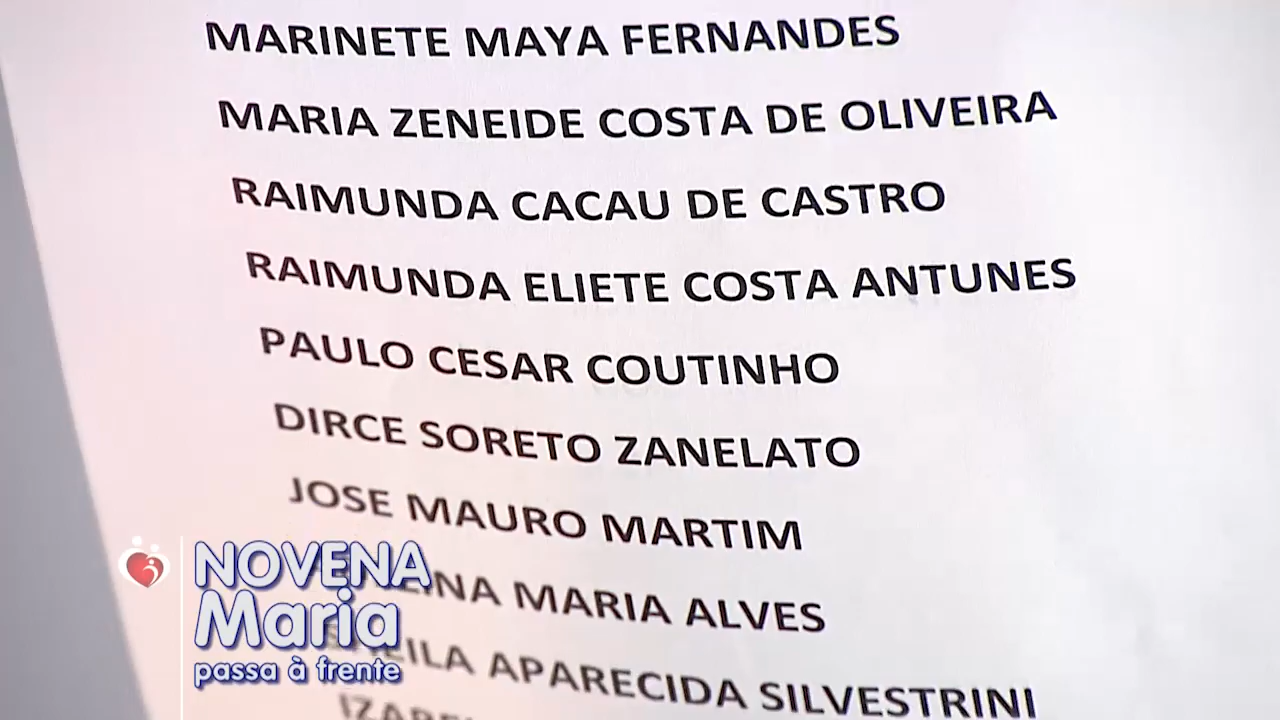 MARINETE MAYA FERNANDES
MARIA ZENEIDE COSTA DE OLIVEIRA
RAIMUNDA CACAU DE CASTRO
RAIMUNDA ELIETE COSTA ANTUNES
PAULO CESAR COUTINHO
DIRCE SORETO ZANELATO
JOSE MAURO MARTIM
MARIA ALVES
APARECIDA SILVESTRINI
NOVENA
Maria
passa à frente